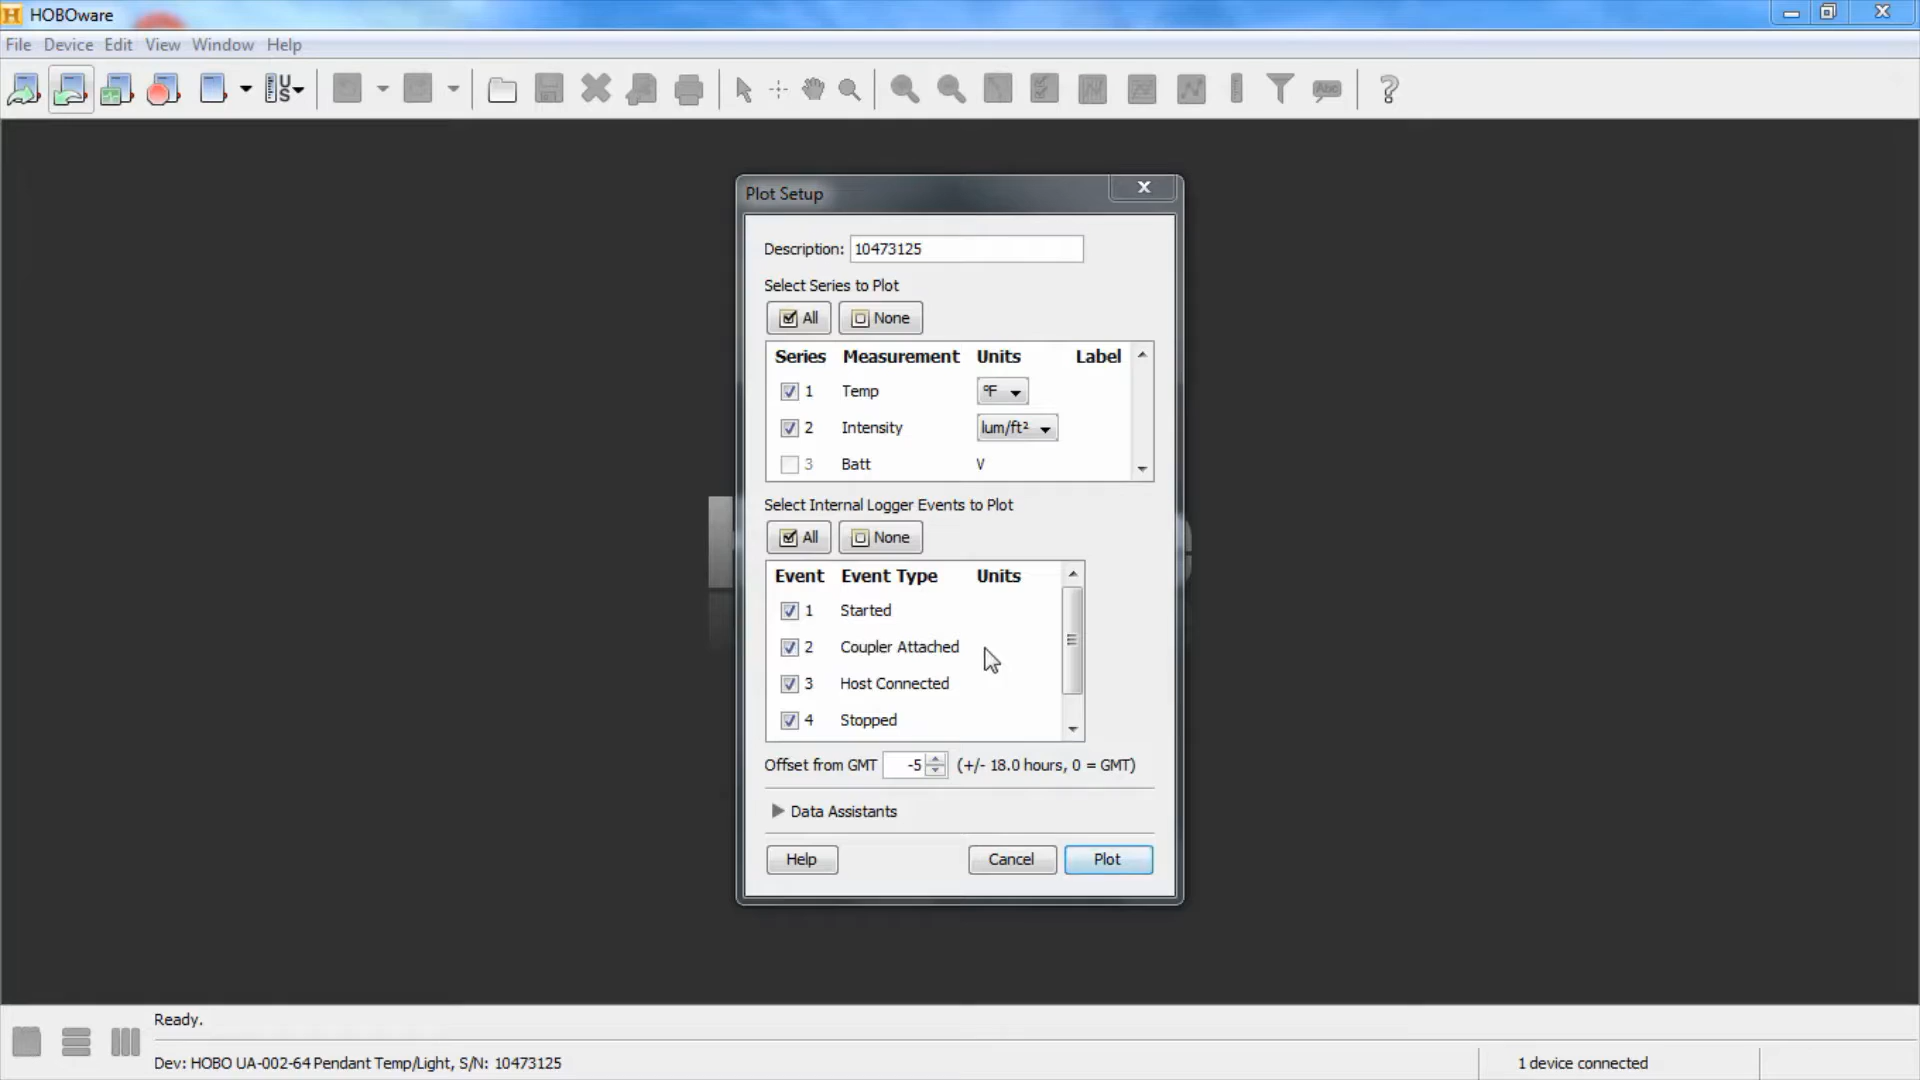 HOBOware
File Device Edit View Window Help
US
Abc
Plot Setup
Description: 10473125
Select Series to Plot
All None
Series Measurement Units Label
1 Temp °F
2 Intensity lum/ft²
3 Batt V
Select Internal Logger Events to Plot
All None
Event Event Type Units
1 Started
2 Coupler Attached
3 Host Connected
4 Stopped
Offset from GMT -5 (+/- 18.0 hours, 0 = GMT)
Data Assistants
Help Cancel Plot
Ready.
Dev: HOBO UA-002-64 Pendant Temp/Light, S/N: 10473125 1 device connected